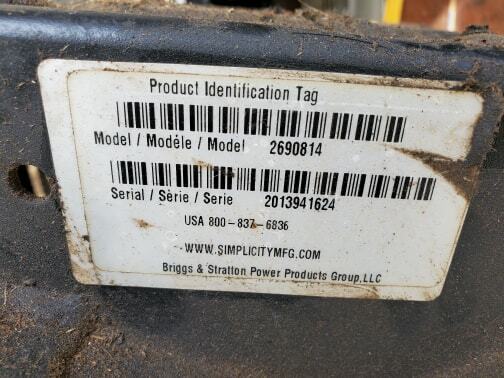 Product Identification Tag
Model / Modéle / Model 2690814
Serial / Sèrie / Serie 2013941624
USA 800-837-6836
WWW.SIMPLICITYMFG.COM
Briggs & Stratton Power Products Group,LLC